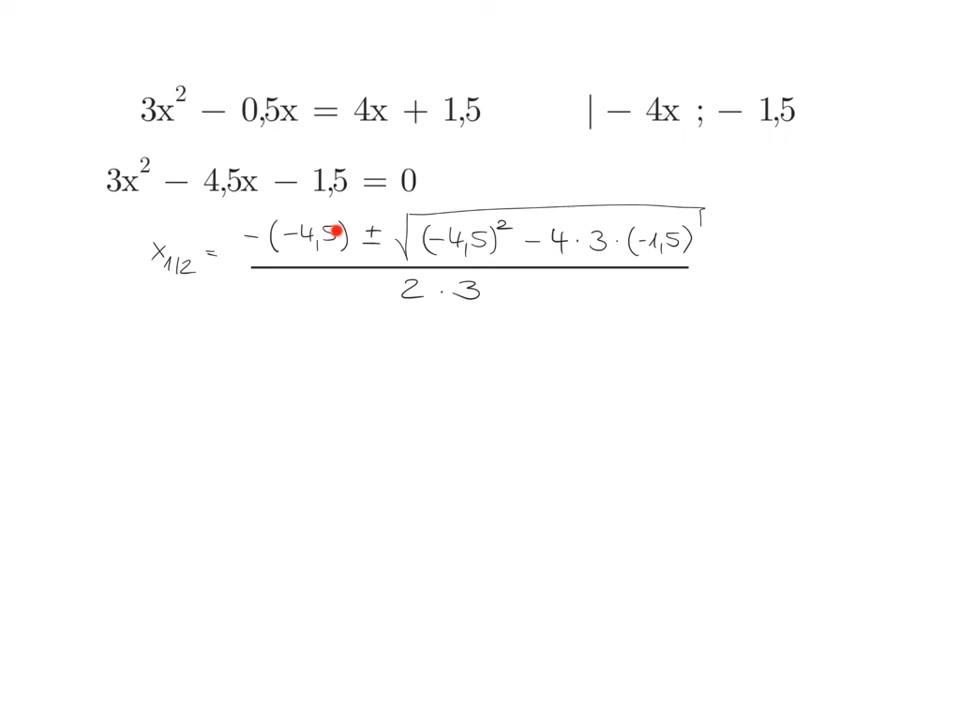 3x² − 0,5x = 4x + 1,5 | − 4x ; − 1,5
3x² − 4,5x − 1,5 = 0
x₁/₂ = (−(−4,5) ± √((−4,5)² − 4 · 3 · (−1,5))) / (2 · 3)